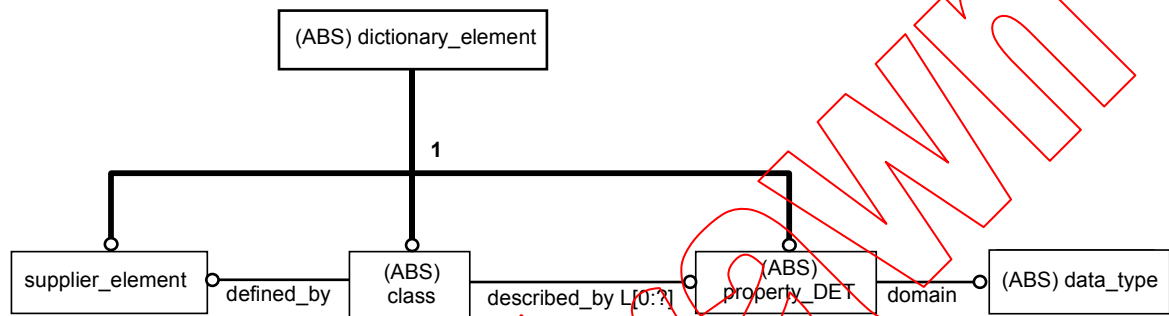 (ABS) dictionary_element
1
supplier_element
defined_by
(ABS)
class
described_by L[0:?]
(ABS)
property_DET
domain
(ABS) data_type